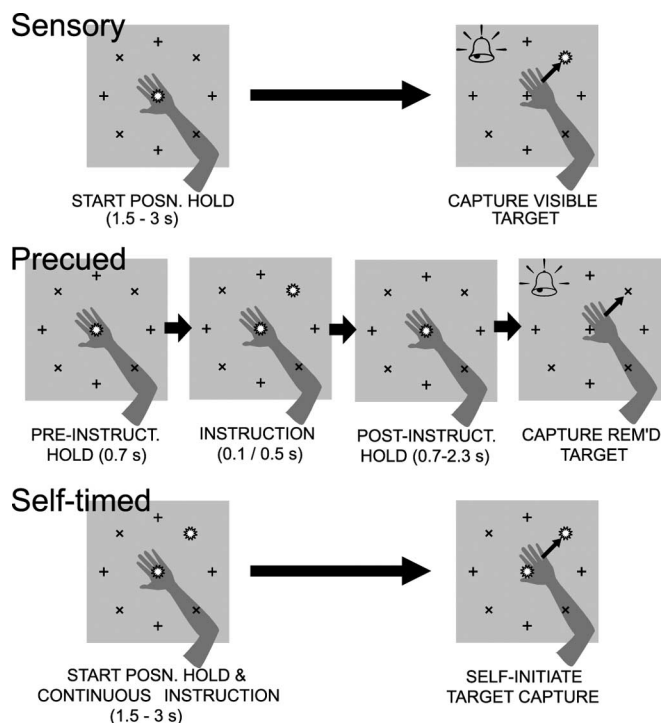 Sensory
START POSN. HOLD
(1.5 - 3 s)
CAPTURE VISIBLE
TARGET
Precued
PRE-INSTRUCT.
HOLD (0.7 s)
INSTRUCTION
(0.1 / 0.5 s)
POST-INSTRUCT.
HOLD (0.7-2.3 s)
CAPTURE REM'D
TARGET
Self-timed
START POSN. HOLD &
CONTINUOUS INSTRUCTION
(1.5 - 3 s)
SELF-INITIATE
TARGET CAPTURE